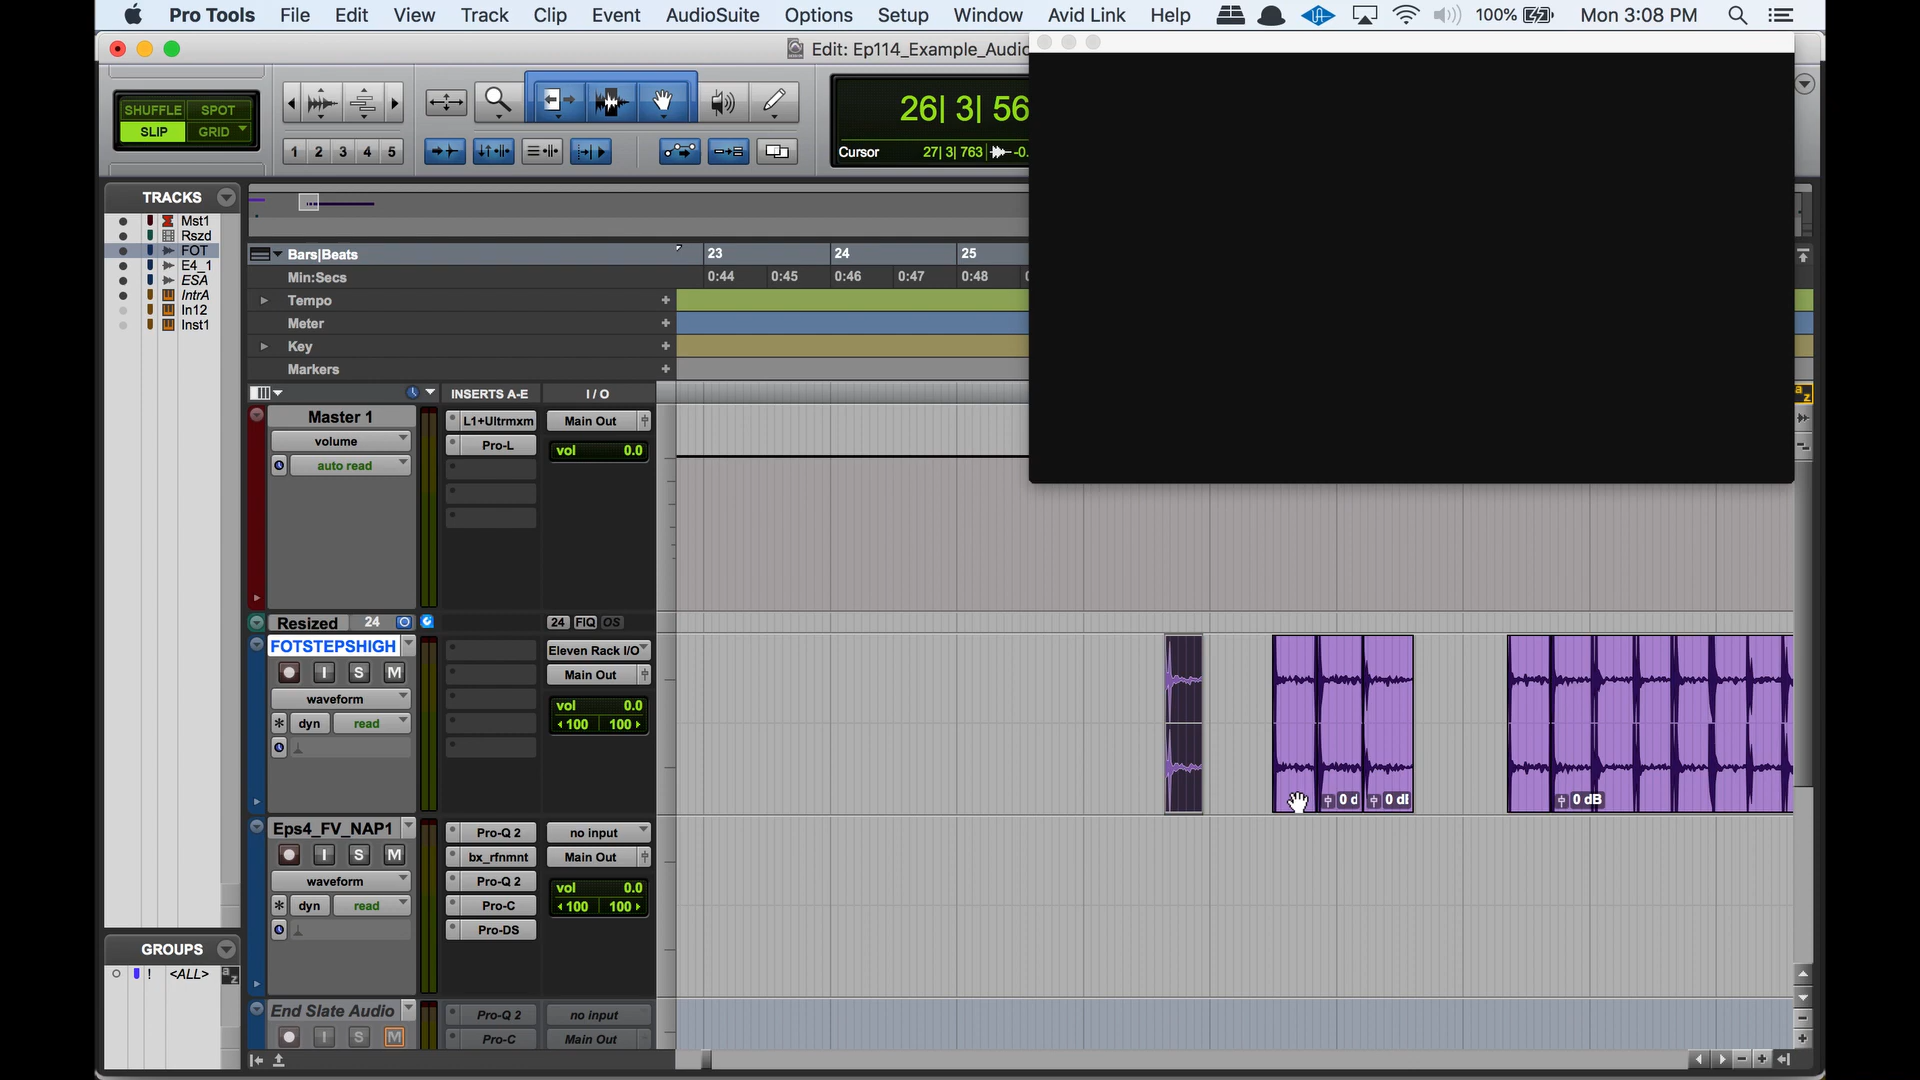 Pro Tools File Edit View Track Clip Event AudioSuite Options Setup Window Avid Link Help 100% Mon 3:08 PM
Edit: Ep114_Example_Audio
SHUFFLE SPOT
SLIP GRID
1 2 3 4 5
26| 3| 56
Cursor 27| 3| 763 -0.
TRACKS
Mst1
Rszd
FOT
E4_1
ESA
IntrA
In12
Inst1
Bars|Beats 23 24 25
Min:Secs 0:44 0:45 0:46 0:47 0:48
Tempo
Meter
Key
Markers
INSERTS A-E I / O
Master 1 L1+Ultrmxm Main Out
volume Pro-L vol 0.0
auto read
Resized 24 24 FIQ OS
FOTSTEPSHIGH Eleven Rack I/O
I S M Main Out
waveform vol 0.0
dyn read 100 100
0 d 0 dB 0 dB
Eps4_FV_NAP1 Pro-Q 2 no input
I S M bx_rfnmnt Main Out
waveform Pro-Q 2 vol 0.0
dyn read Pro-C 100 100
Pro-DS
GROUPS
! <ALL> a z
End Slate Audio Pro-Q 2 no input
I S M Pro-C Main Out